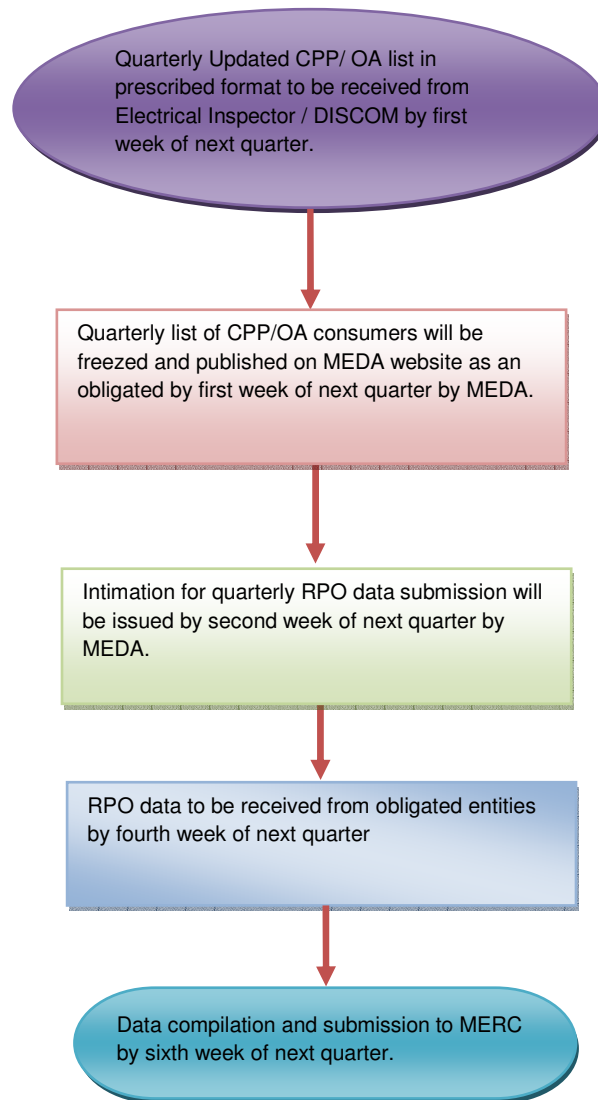 Quarterly Updated CPP/ OA list in
prescribed format to be received from
Electrical Inspector / DISCOM by first
week of next quarter.
Quarterly list of CPP/OA consumers will be
freezed and published on MEDA website as an
obligated by first week of next quarter by MEDA.
Intimation for quarterly RPO data submission will
be issued by second week of next quarter by
MEDA.
RPO data to be received from obligated entities
by fourth week of next quarter
Data compilation and submission to MERC
by sixth week of next quarter.